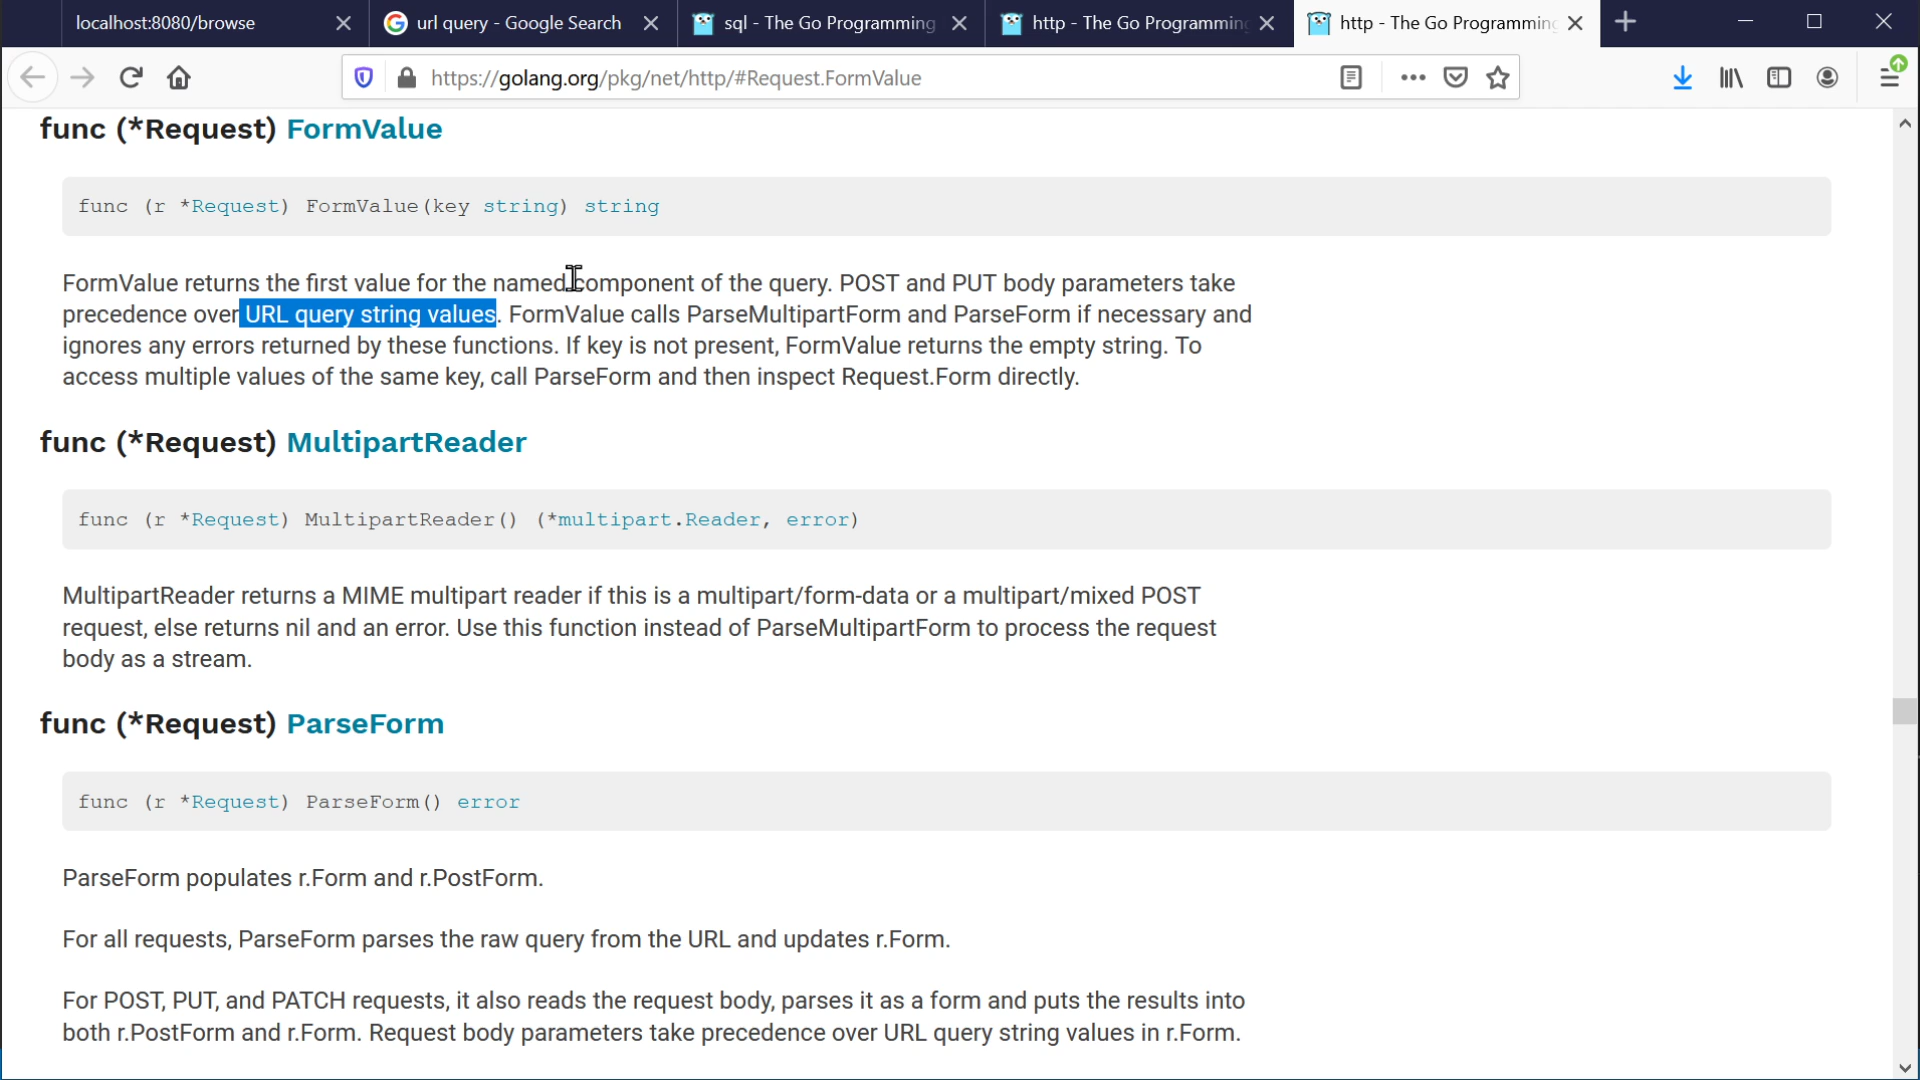 localhost:8080/browse
url query - Google Search
sql - The Go Programming
http - The Go Programming
http - The Go Programming
https://golang.org/pkg/net/http/#Request.FormValue
func (*Request) FormValue
func (r *Request) FormValue(key string) string
FormValue returns the first value for the named component of the query. POST and PUT body parameters take
precedence over URL query string values. FormValue calls ParseMultipartForm and ParseForm if necessary and
ignores any errors returned by these functions. If key is not present, FormValue returns the empty string. To
access multiple values of the same key, call ParseForm and then inspect Request.Form directly.
func (*Request) MultipartReader
func (r *Request) MultipartReader() (*multipart.Reader, error)
MultipartReader returns a MIME multipart reader if this is a multipart/form-data or a multipart/mixed POST
request, else returns nil and an error. Use this function instead of ParseMultipartForm to process the request
body as a stream.
func (*Request) ParseForm
func (r *Request) ParseForm() error
ParseForm populates r.Form and r.PostForm.
For all requests, ParseForm parses the raw query from the URL and updates r.Form.
For POST, PUT, and PATCH requests, it also reads the request body, parses it as a form and puts the results into
both r.PostForm and r.Form. Request body parameters take precedence over URL query string values in r.Form.